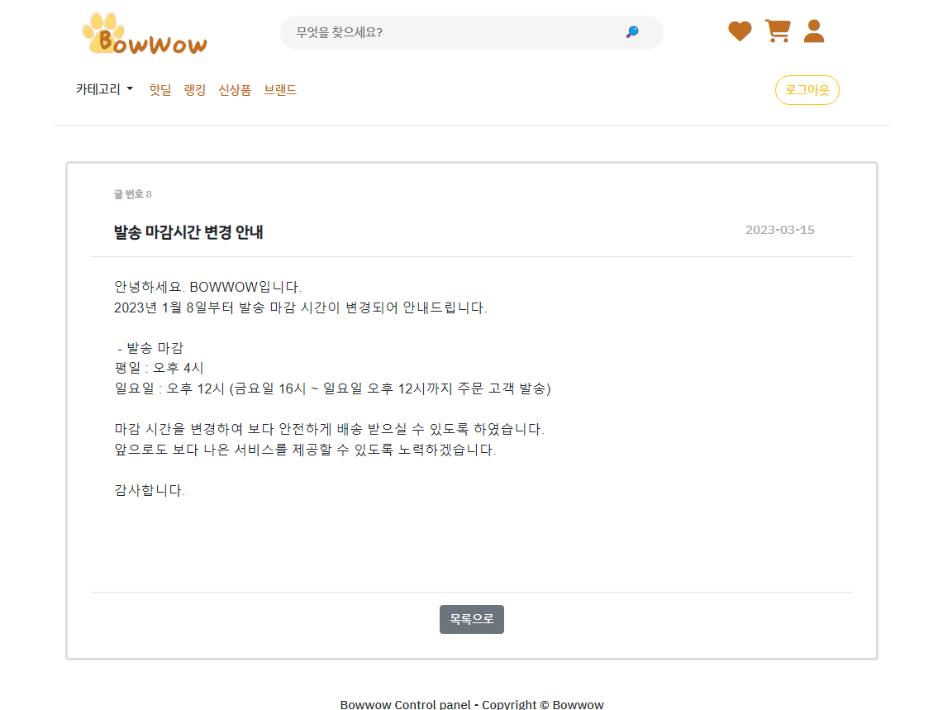 BowWow
무엇을 찾으세요?
카테고리 핫딜 랭킹 신상품 브랜드 로그아웃
글 번호 8
발송 마감시간 변경 안내 2023-03-15
안녕하세요. BOWWOW입니다.
2023년 1월 8일부터 발송 마감 시간이 변경되어 안내드립니다.
- 발송 마감
평일 : 오후 4시
일요일 : 오후 12시 (금요일 16시 ~ 일요일 오후 12시까지 주문 고객 발송)
마감 시간을 변경하여 보다 안전하게 배송 받으실 수 있도록 하였습니다.
앞으로도 보다 나은 서비스를 제공할 수 있도록 노력하겠습니다.
감사합니다.
목록으로
Bowwow Control panel - Copyright © Bowwow